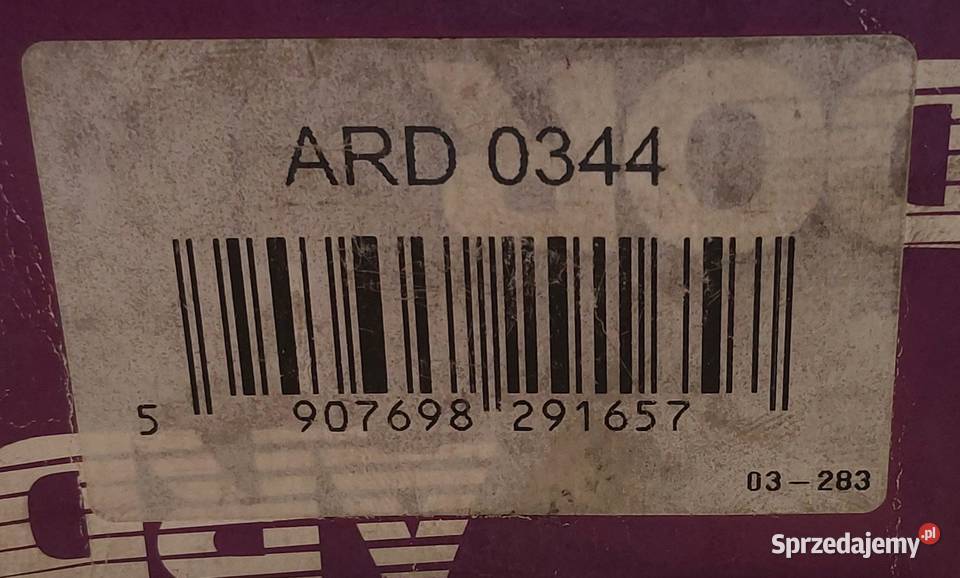 ARD 0344
5 907698 291657
03-283
Sprzedajemy.pl